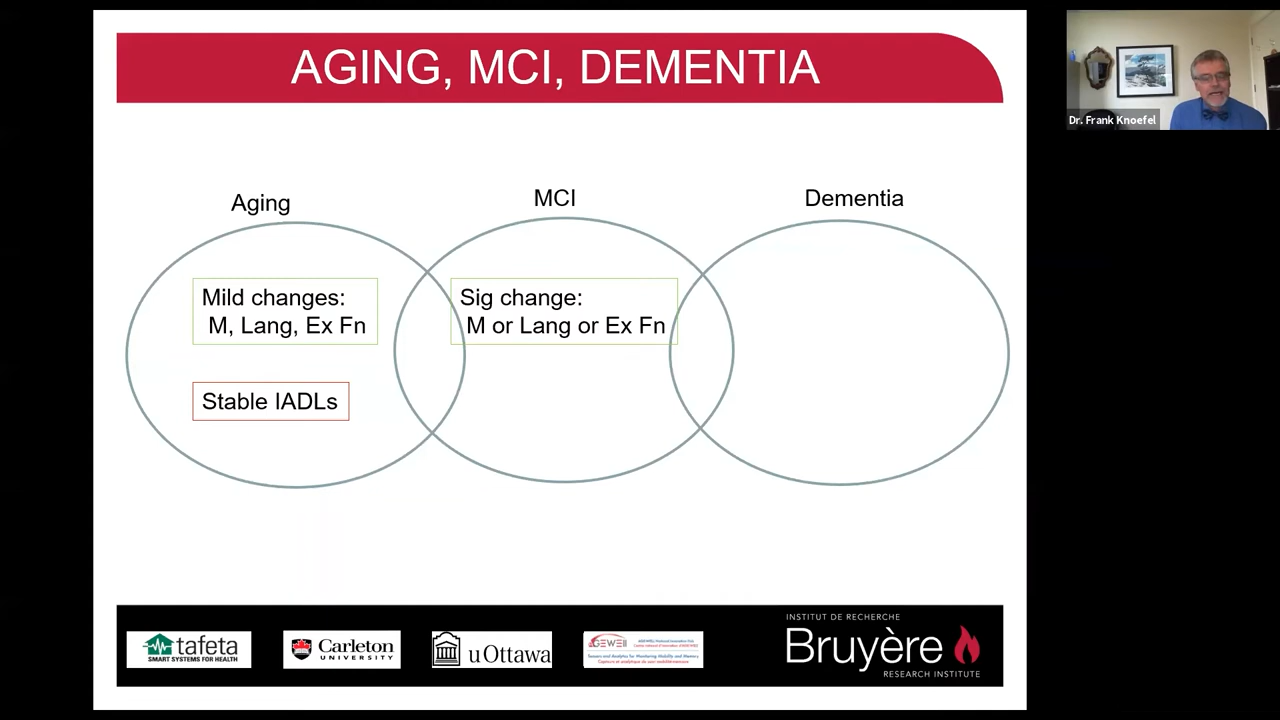 AGING, MCI, DEMENTIA
Dr. Frank Knoefel
Aging
MCI
Dementia
Mild changes:
M, Lang, Ex Fn
Sig change:
M or Lang or Ex Fn
Stable IADLs
tafeta
SMART SYSTEMS FOR HEALTH
Carleton
UNIVERSITY
uOttawa
INSTITUT DE RECHERCHE
Bruyère
RESEARCH INSTITUTE